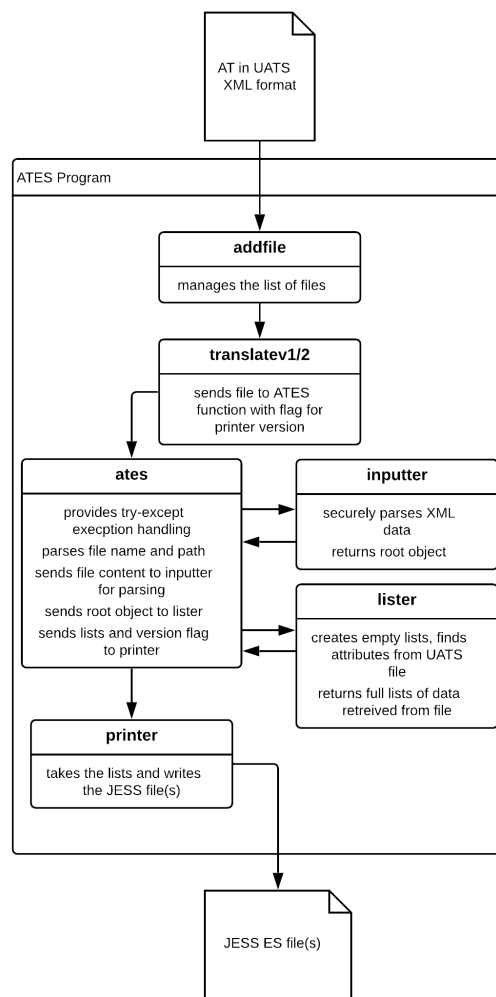 AT in UATS
XML format
ATES Program
addfile
manages the list of files
translatev1/2
sends file to ATES
function with flag for
printer version
ates
provides try-except
execption handling
parses file name and path
sends file content to inputter
for parsing
sends root object to lister
sends lists and version flag
to printer
inputter
securely parses XML
data
returns root object
lister
creates empty lists, finds
attributes from UATS
file
returns full lists of data
retreived from file
printer
takes the lists and writes
the JESS file(s)
JESS ES file(s)